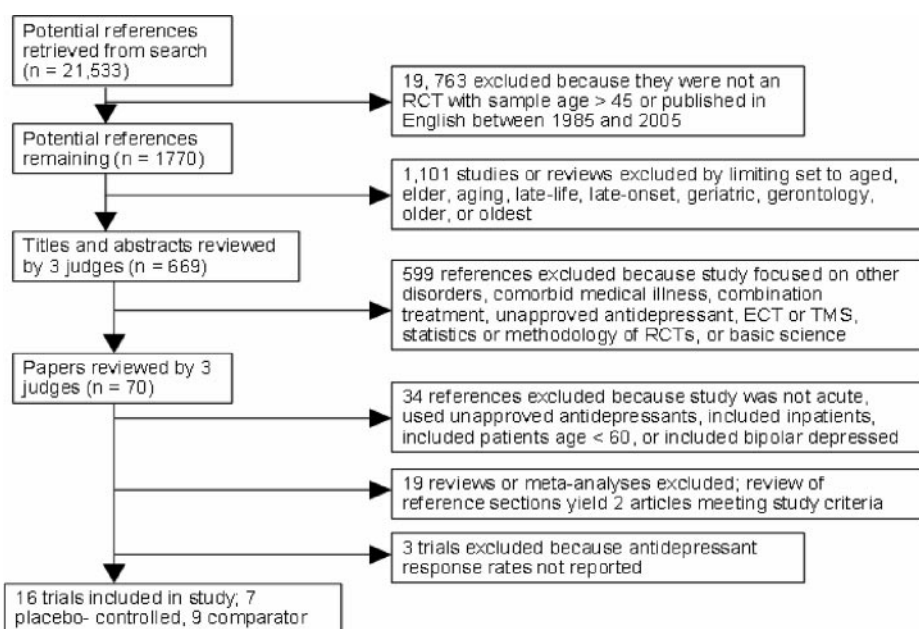 Potential references
retrieved from search
(n = 21,533)
19, 763 excluded because they were not an
RCT with sample age > 45 or published in
English between 1985 and 2005
Potential references
remaining (n = 1770)
1,101 studies or reviews excluded by limiting set to aged,
elder, aging, late-life, late-onset, geriatric, gerontology,
older, or oldest
Titles and abstracts reviewed
by 3 judges (n = 669)
599 references excluded because study focused on other
disorders, comorbid medical illness, combination
treatment, unapproved antidepressant, ECT or TMS,
statistics or methodology of RCTs, or basic science
Papers reviewed by 3
judges (n = 70)
34 references excluded because study was not acute,
used unapproved antidepressants, included inpatients,
included patients age < 60, or included bipolar depressed
19 reviews or meta-analyses excluded; review of
reference sections yield 2 articles meeting study criteria
3 trials excluded because antidepressant
response rates not reported
16 trials included in study; 7
placebo- controlled, 9 comparator